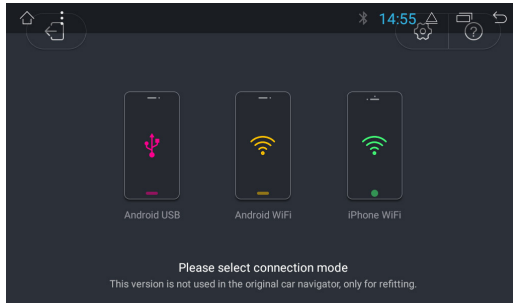 14:55
?
Android USB
Android WiFi
iPhone WiFi
Please select connection mode
This version is not used in the original car navigator, only for refitting.